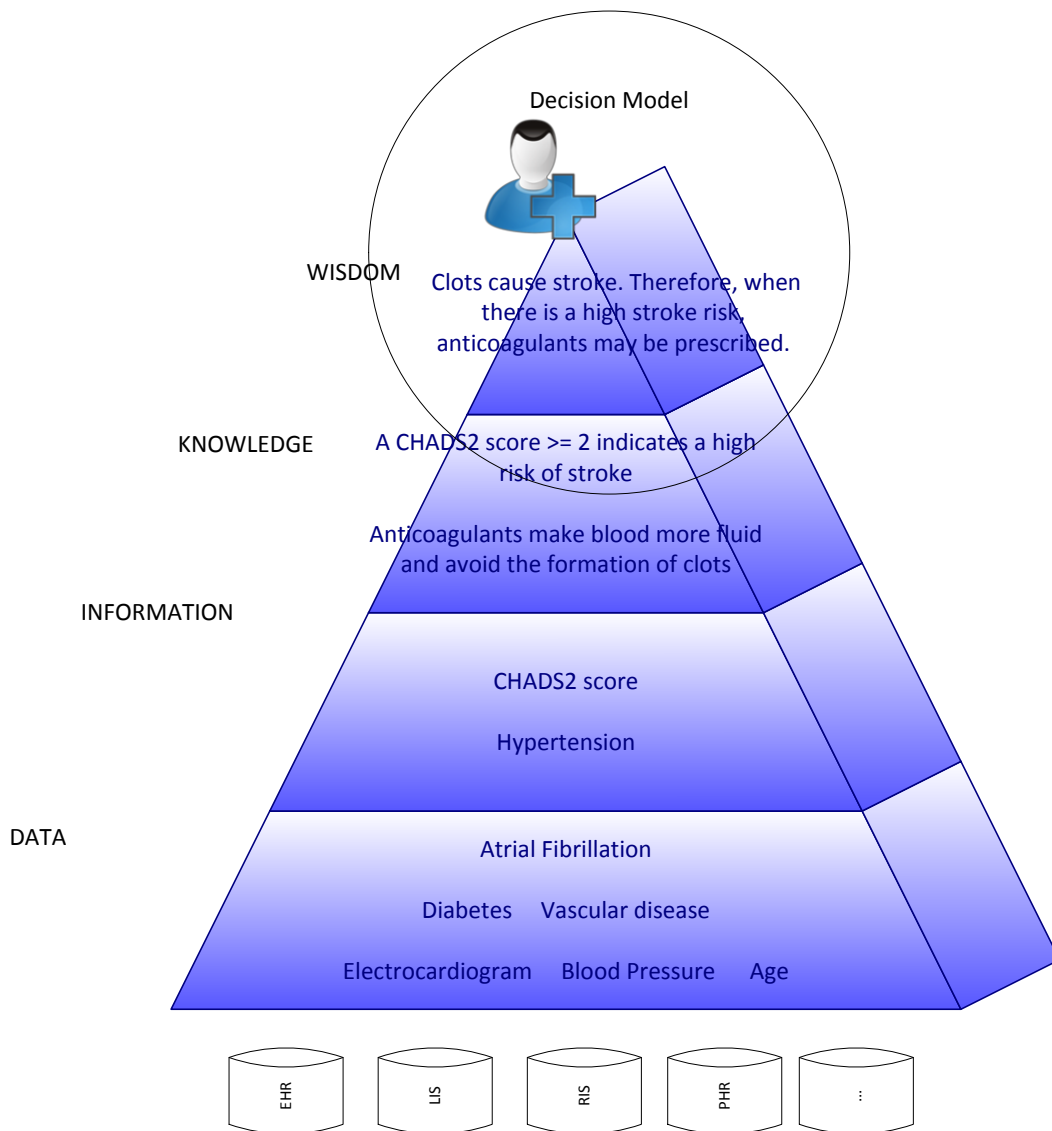 Decision Model
WISDOM
Clots cause stroke. Therefore, when
there is a high stroke risk,
anticoagulants may be prescribed.
KNOWLEDGE
A CHADS2 score >= 2 indicates a high
risk of stroke
Anticoagulants make blood more fluid
and avoid the formation of clots
INFORMATION
CHADS2 score
Hypertension
DATA
Atrial Fibrillation
Diabetes Vascular disease
Electrocardiogram Blood Pressure Age
EHR LIS RIS PHR ...